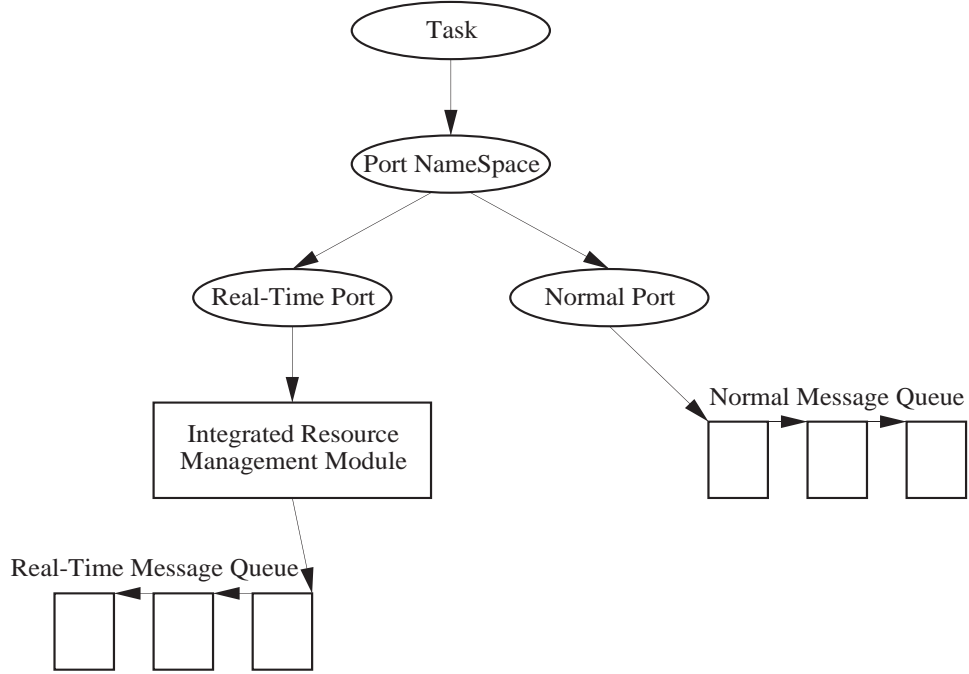 Task
Port NameSpace
Real-Time Port
Normal Port
Normal Message Queue
Integrated Resource
Management Module
Real-Time Message Queue